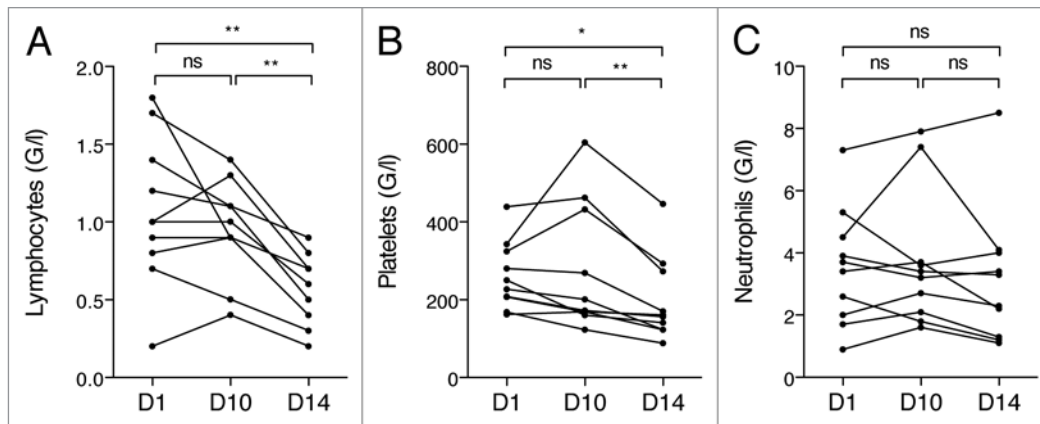 A
**
ns
**
2.0
1.5
1.0
0.5
0.0
Lymphocytes (G/l)
D1 D10 D14
B
*
ns
**
800
600
400
200
0
Platelets (G/l)
D1 D10 D14
C
ns
ns
ns
10
8
6
4
2
0
Neutrophils (G/l)
D1 D10 D14